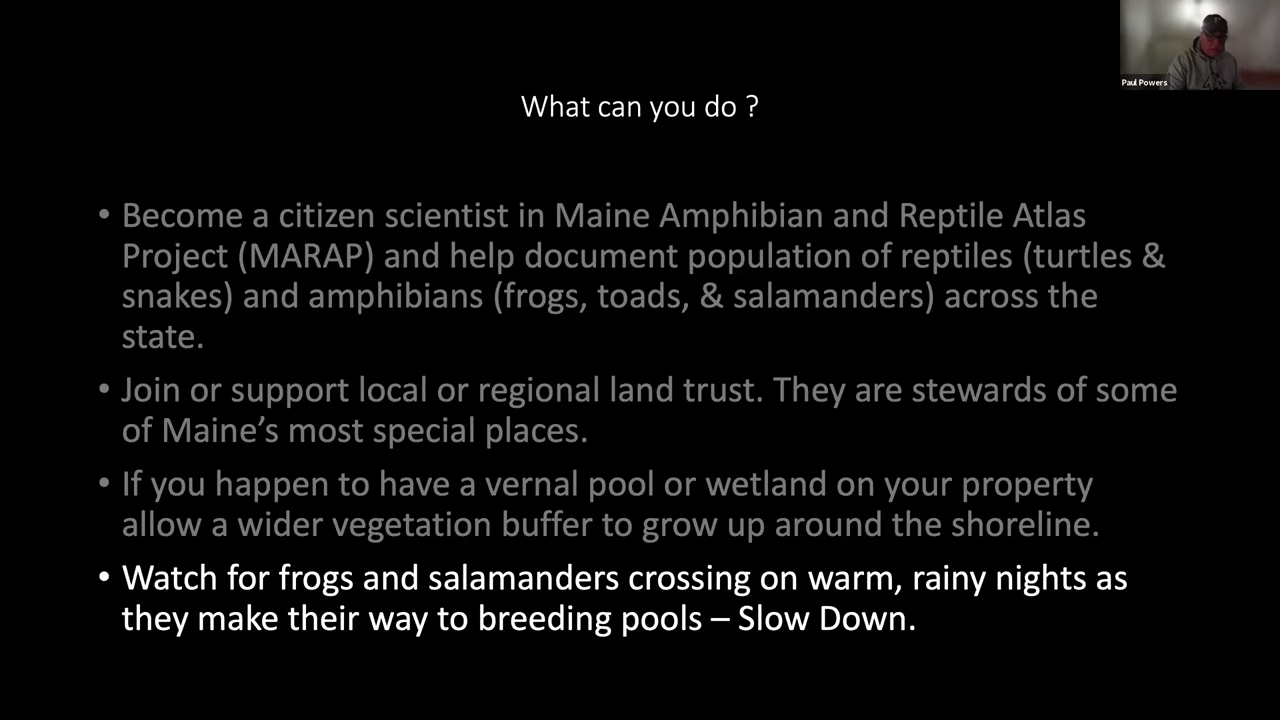 Paul Powers
What can you do ?
• Become a citizen scientist in Maine Amphibian and Reptile Atlas
Project (MARAP) and help document population of reptiles (turtles &
snakes) and amphibians (frogs, toads, & salamanders) across the
state.
• Join or support local or regional land trust. They are stewards of some
of Maine’s most special places.
• If you happen to have a vernal pool or wetland on your property
allow a wider vegetation buffer to grow up around the shoreline.
• Watch for frogs and salamanders crossing on warm, rainy nights as
they make their way to breeding pools – Slow Down.